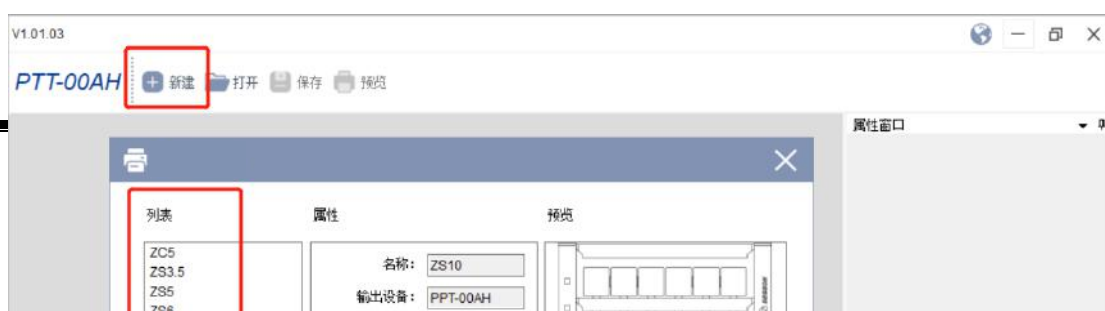 V1.01.03
PTT-00AH 新建 打开 保存 预览
属性窗口
列表 属性 预览
ZC5
ZS3.5
ZS5
ZS6
名称: ZS10
输出设备: PPT-00AH